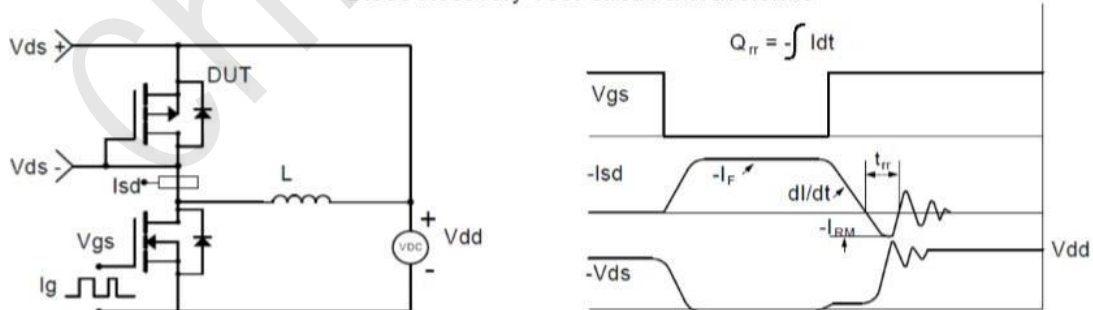 Vds +
DUT
Vds -
Isd
L
Vgs
Ig
VDC
+
-
Vdd
Qrr = -∫ Idt
Vgs
-Isd
-IF
dI/dt
trr
-IRM
-Vds
Vdd